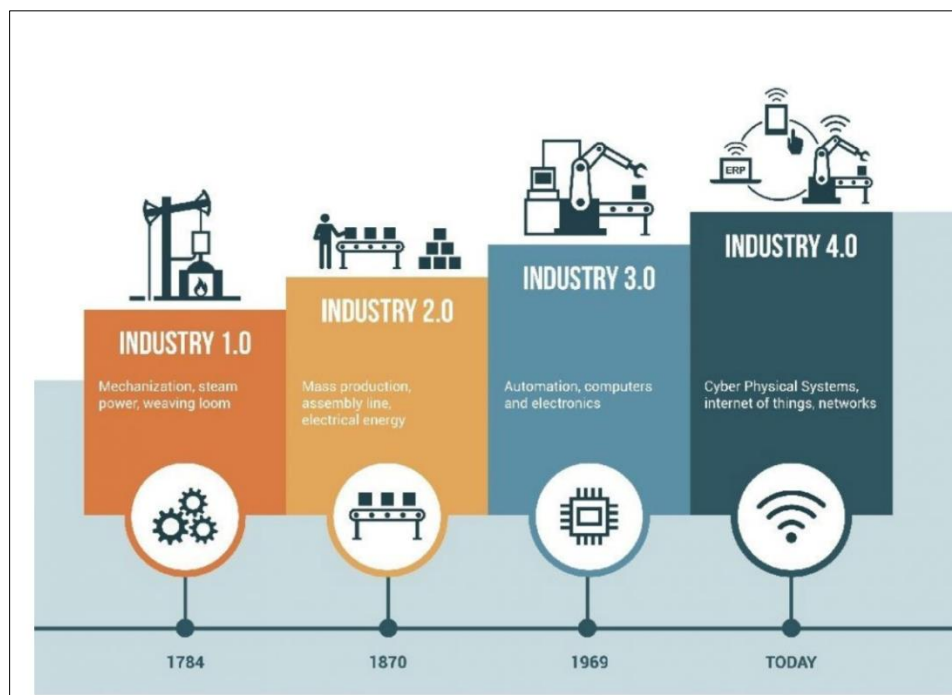 ERP
INDUSTRY 1.0
Mechanization, steam
power, weaving loom
INDUSTRY 2.0
Mass production,
assembly line,
electrical energy
INDUSTRY 3.0
Automation, computers
and electronics
INDUSTRY 4.0
Cyber Physical Systems,
internet of things, networks
1784
1870
1969
TODAY